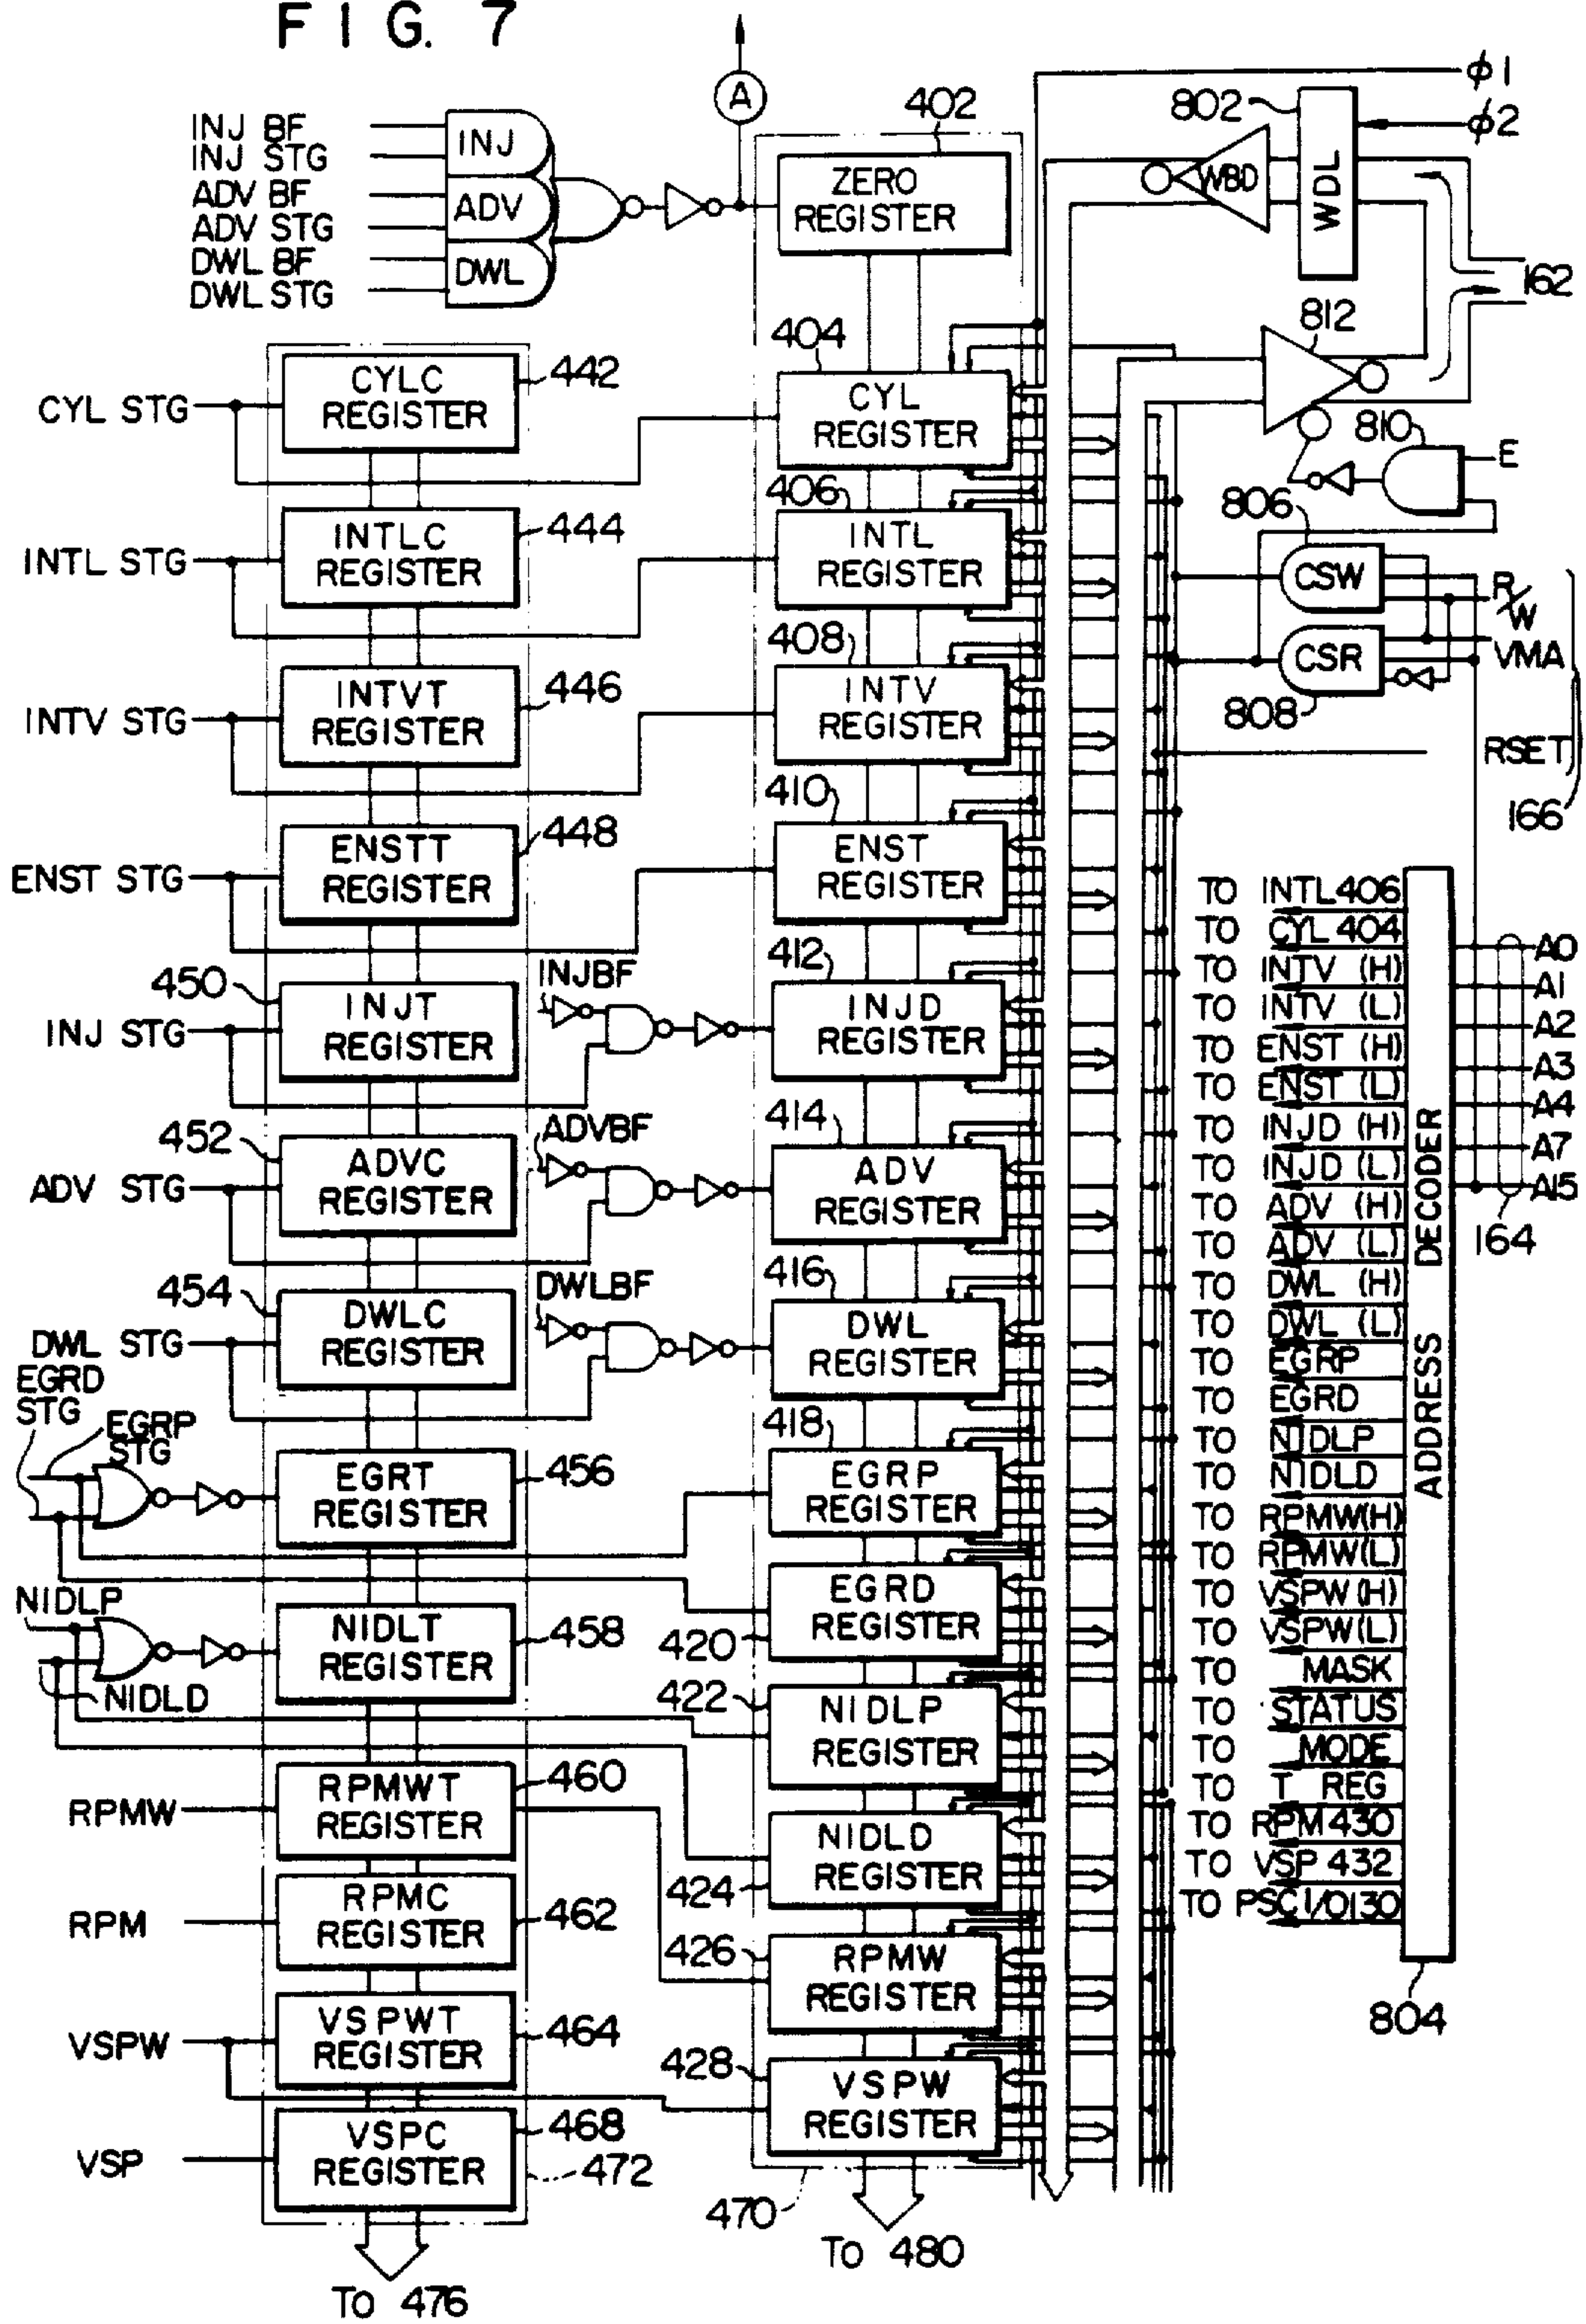 FIG. 7
A
402
802
φ1
φ2
INJ BF
INJ STG
ADV BF
ADV STG
DWL BF
DWL STG
INJ
ADV
DWL
ZERO
REGISTER
WBD
WDL
162
812
404
CYL STG
CYLC
REGISTER
442
CYL
REGISTER
810
E
406
806
INTL STG
INTLC
REGISTER
444
INTL
REGISTER
CSW
R/W
408
CSR
VMA
INTV STG
INTVT
REGISTER
446
INTV
REGISTER
808
RSET
410
166
ENST STG
ENSTT
REGISTER
448
ENST
REGISTER
450
INJBF
412
INJ STG
INJT
REGISTER
INJD
REGISTER
452
ADVBF
414
ADV STG
ADVC
REGISTER
ADV
REGISTER
454
DWLBF
416
DWL STG
DWLC
REGISTER
DWL
REGISTER
EGRD
STG
EGRP
STG
418
EGRT
REGISTER
456
EGRP
REGISTER
EGRD
REGISTER
420
NIDLP
NIDLD
NIDLT
REGISTER
458
422
NIDLP
REGISTER
RPMW
RPMWT
REGISTER
460
NIDLD
REGISTER
424
RPM
RPMC
REGISTER
462
426
RPMW
REGISTER
VSPW
VSPWT
REGISTER
464
428
VSPW
REGISTER
VSP
VSPC
REGISTER
468
472
470
TO 476
TO 480
TO INTL406
TO CYL 404
TO INTV (H)
TO INTV (L)
TO ENST (H)
TO ENST (L)
TO INJD (H)
TO INJD (L)
TO ADV (H)
TO ADV (L)
TO DWL (H)
TO DWL (L)
TO EGRP
TO EGRD
TO NIDLP
TO NIDLD
TO RPMW(H)
TO RPMW(L)
TO VSPW(H)
TO VSPW(L)
TO MASK
TO STATUS
TO MODE
TO T REG
TO RPM430
TO VSP 432
TO PSCI/O130
ADDRESS DECODER
A0
A1
A2
A3
A4
A7
A15
164
804